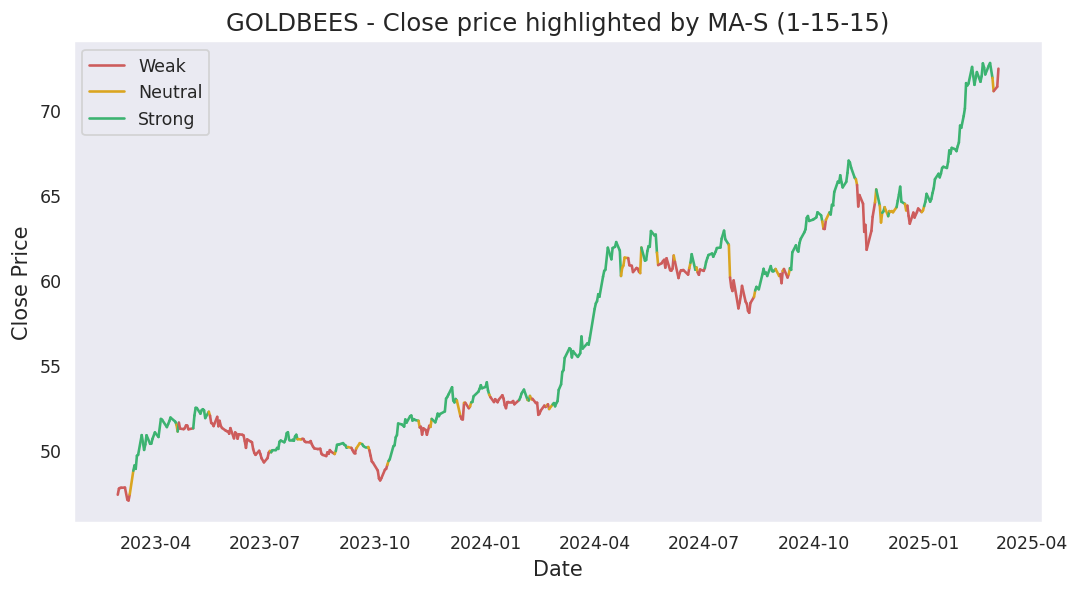 GOLDBEES - Close price highlighted by MA-S (1-15-15)
Weak
Neutral
Strong
Close Price
70
65
60
55
50
2023-04 2023-07 2023-10 2024-01 2024-04 2024-07 2024-10 2025-01 2025-04
Date